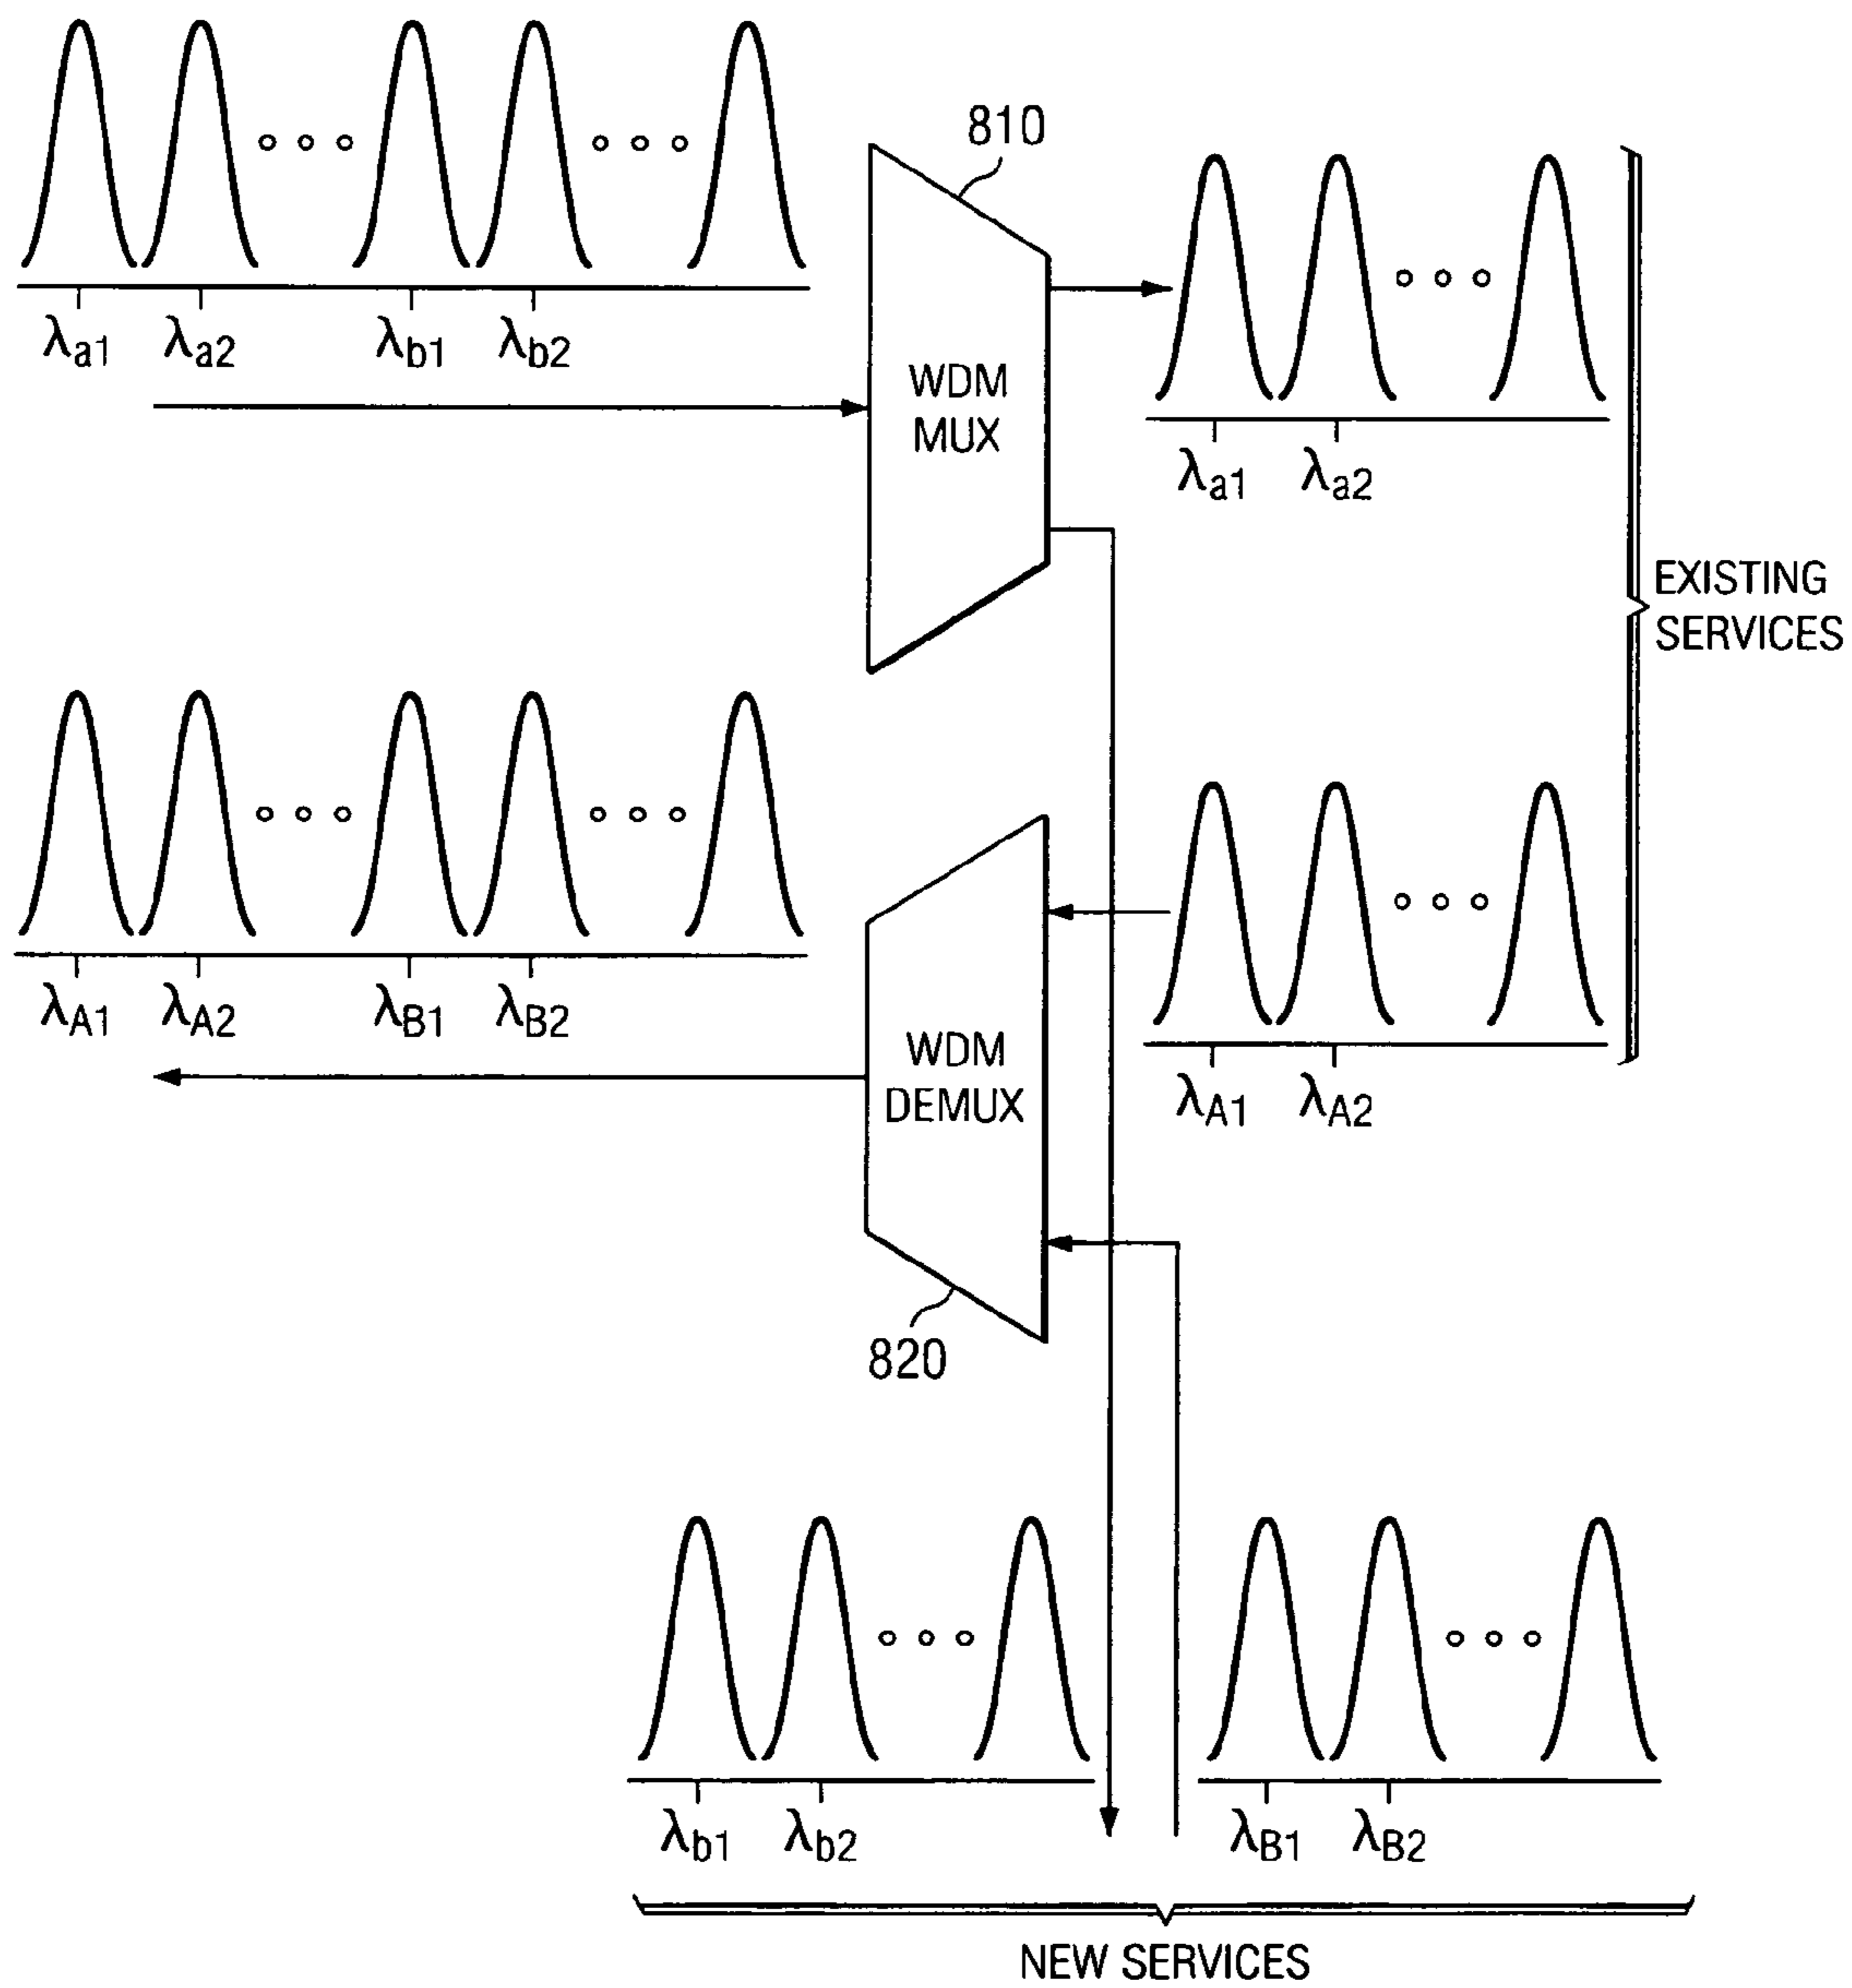 810
λa1 λa2 λb1 λb2
WDM
MUX
λa1 λa2
EXISTING
SERVICES
λA1 λA2 λB1 λB2
WDM
DEMUX
λA1 λA2
820
λb1 λb2
λB1 λB2
NEW SERVICES